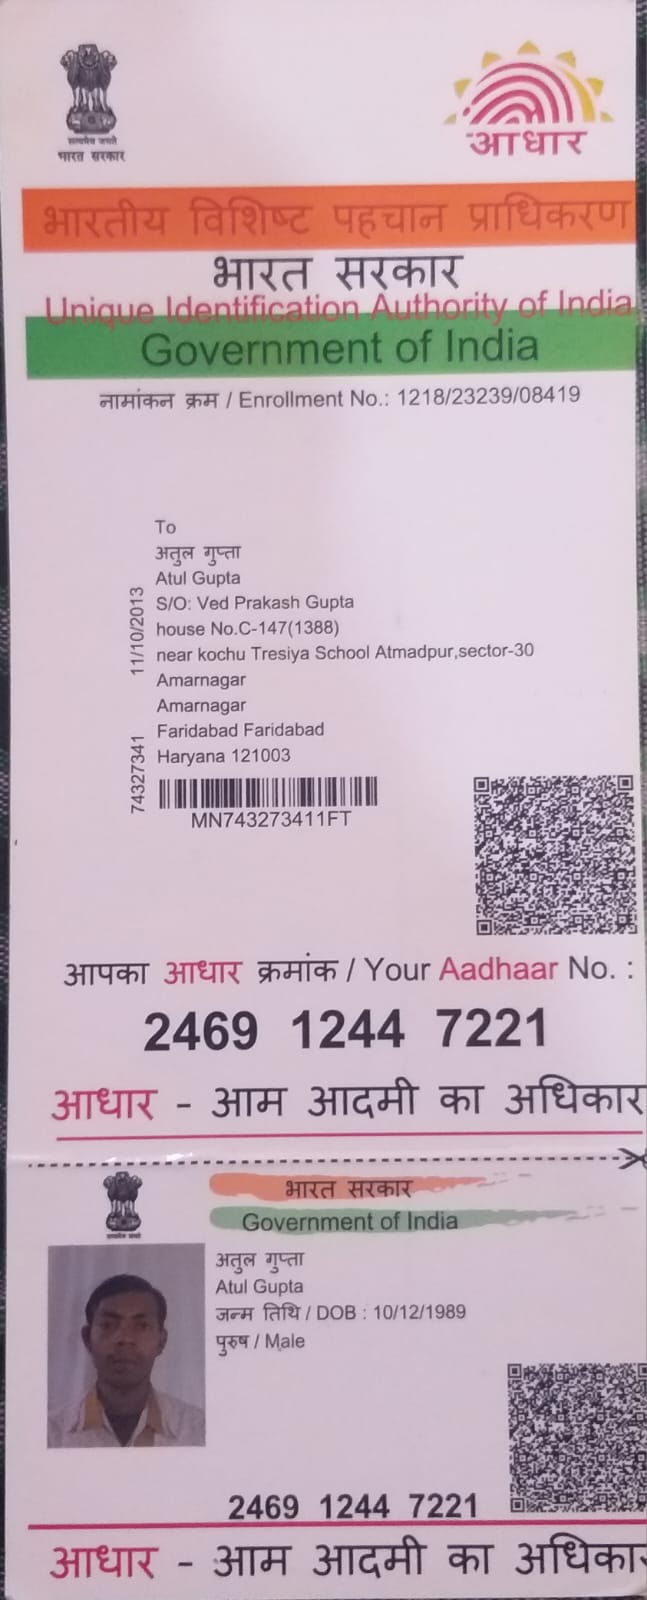 सत्यमेव जयते
भारत सरकार
आधार
भारतीय विशिष्ट पहचान प्राधिकरण
भारत सरकार
Unique Identification Authority of India
Government of India
नामांकन क्रम / Enrollment No.: 1218/23239/08419
To
अतुल गुप्ता
Atul Gupta
S/O: Ved Prakash Gupta
house No.C-147(1388)
near kochu Tresiya School Atmadpur,sector-30
Amarnagar
Amarnagar
Faridabad Faridabad
Haryana 121003
11/10/2013
74327341
MN743273411FT
आपका आधार क्रमांक / Your Aadhaar No. :
2469 1244 7221
आधार - आम आदमी का अधिकार
भारत सरकार
Government of India
अतुल गुप्ता
Atul Gupta
जन्म तिथि / DOB : 10/12/1989
पुरुष / Male
2469 1244 7221
आधार - आम आदमी का अधिका